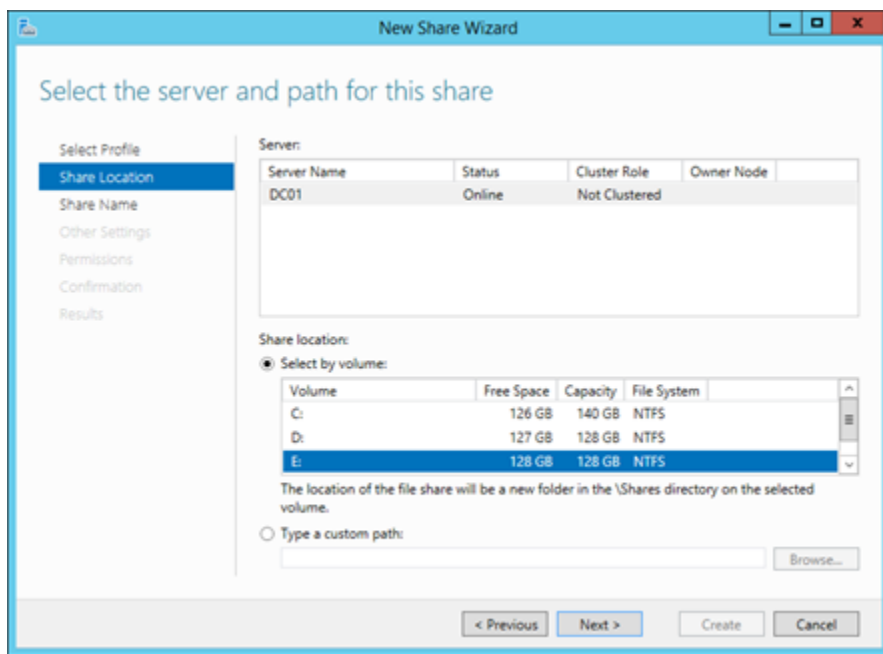 New Share Wizard
Select the server and path for this share
Select Profile
Share Location
Share Name
Other Settings
Permissions
Confirmation
Results
Server:
Server Name Status Cluster Role Owner Node
DC01 Online Not Clustered
Share location:
Select by volume:
Volume Free Space Capacity File System
C: 126 GB 140 GB NTFS
D: 127 GB 128 GB NTFS
E: 128 GB 128 GB NTFS
The location of the file share will be a new folder in the \Shares directory on the selected
volume.
Type a custom path:
Browse...
< Previous Next > Create Cancel